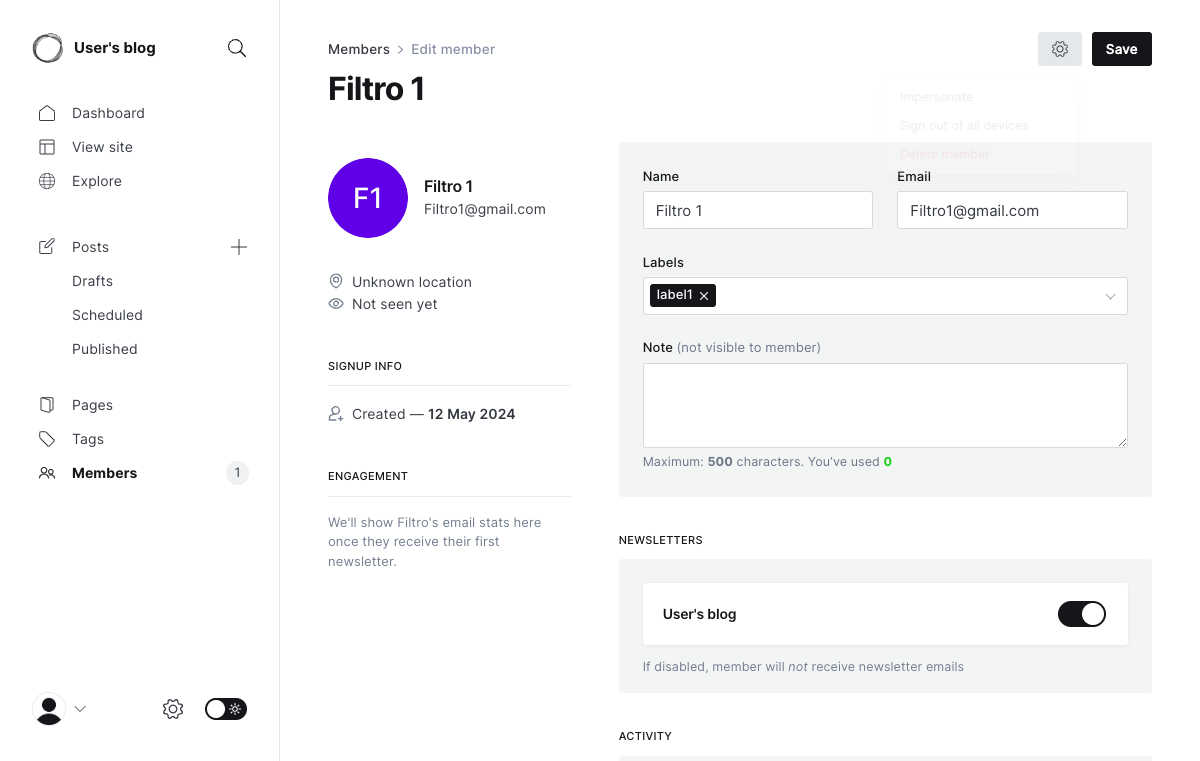 User's blog
Dashboard
View site
Explore
Posts
Drafts
Scheduled
Published
Pages
Tags
Members
1
Members
Edit member
Save
Filtro 1
Impersonate
Sign out of all devices
Delete member
F1
Filtro 1
Filtro1@gmail.com
Unknown location
Not seen yet
SIGNUP INFO
Created — 12 May 2024
ENGAGEMENT
We'll show Filtro's email stats here
once they receive their first
newsletter.
Name
Filtro 1
Email
Filtro1@gmail.com
Labels
label1
Note (not visible to member)
Maximum: 500 characters. You’ve used 0
NEWSLETTERS
User's blog
If disabled, member will not receive newsletter emails
ACTIVITY